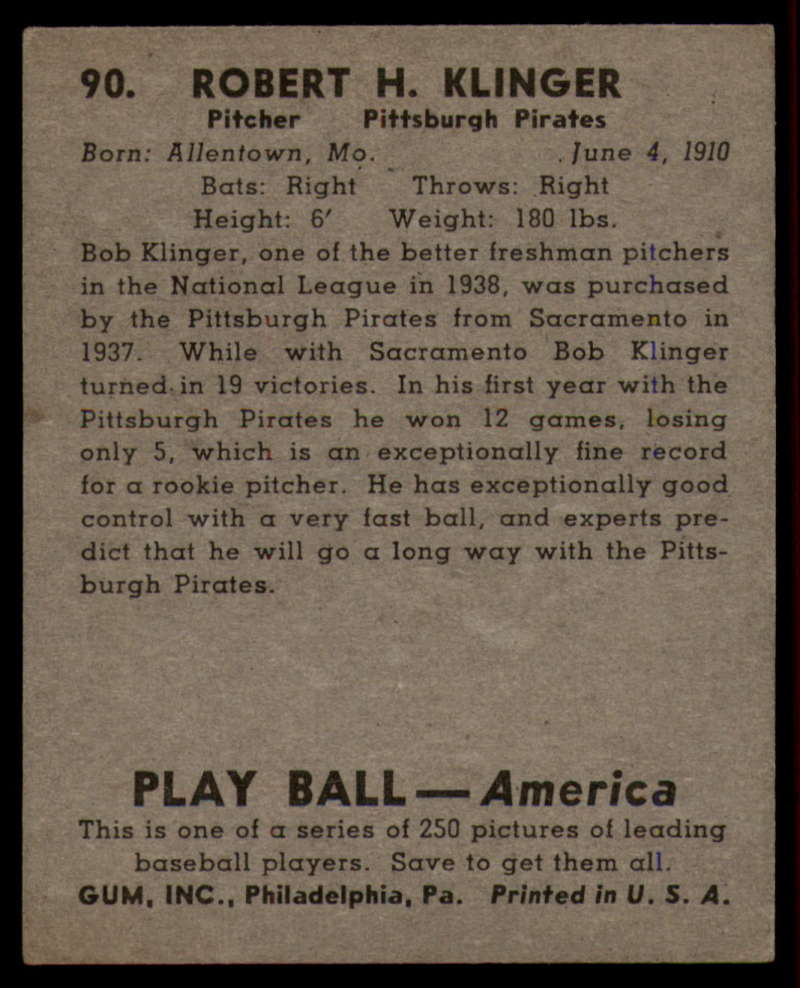 90. ROBERT H. KLINGER
Pitcher Pittsburgh Pirates
Born: Allentown, Mo. June 4, 1910
Bats: Right Throws: Right
Height: 6′ Weight: 180 lbs.
Bob Klinger, one of the better freshman pitchers
in the National League in 1938, was purchased
by the Pittsburgh Pirates from Sacramento in
1937. While with Sacramento Bob Klinger
turned in 19 victories. In his first year with the
Pittsburgh Pirates he won 12 games, losing
only 5, which is an exceptionally fine record
for a rookie pitcher. He has exceptionally good
control with a very fast ball, and experts pre-
dict that he will go a long way with the Pitts-
burgh Pirates.
PLAY BALL—America
This is one of a series of 250 pictures of leading
baseball players. Save to get them all.
GUM, INC., Philadelphia, Pa. Printed in U. S. A.